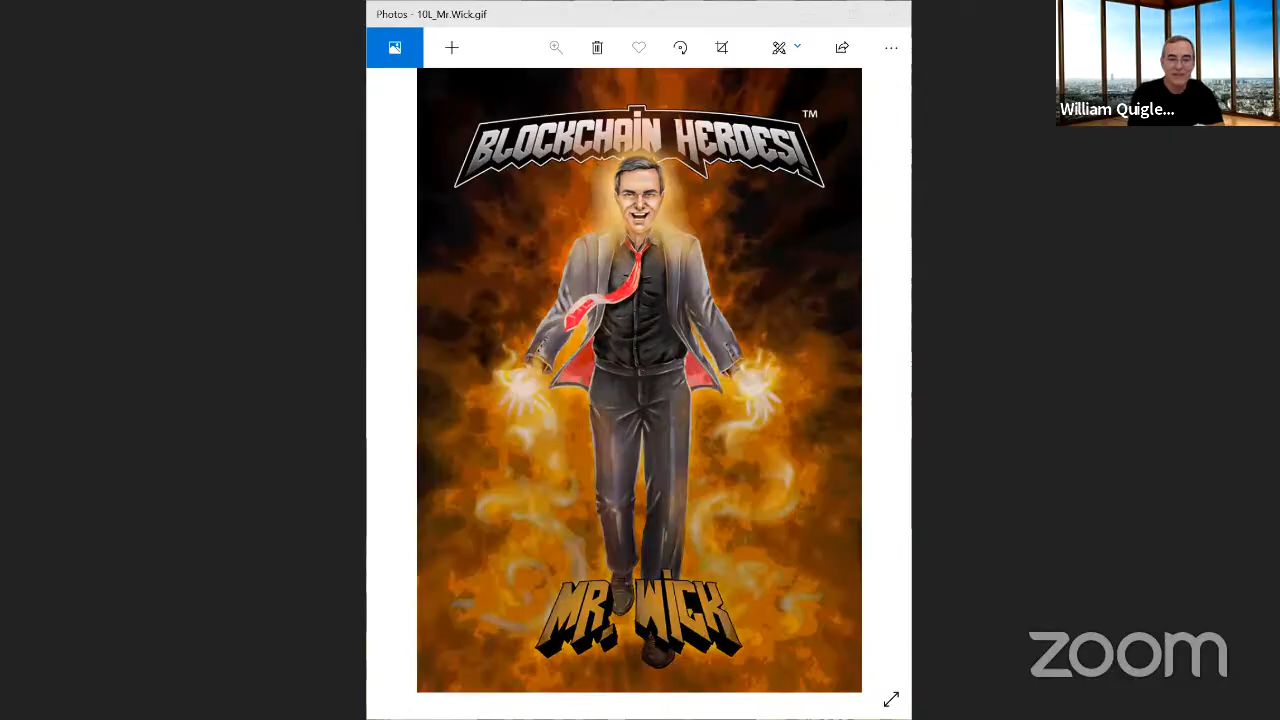 Photos - 10L_Mr.Wick.gif
William Quigle...
BLOCKCHAIN HEROES!™
MR. WICK
zoom